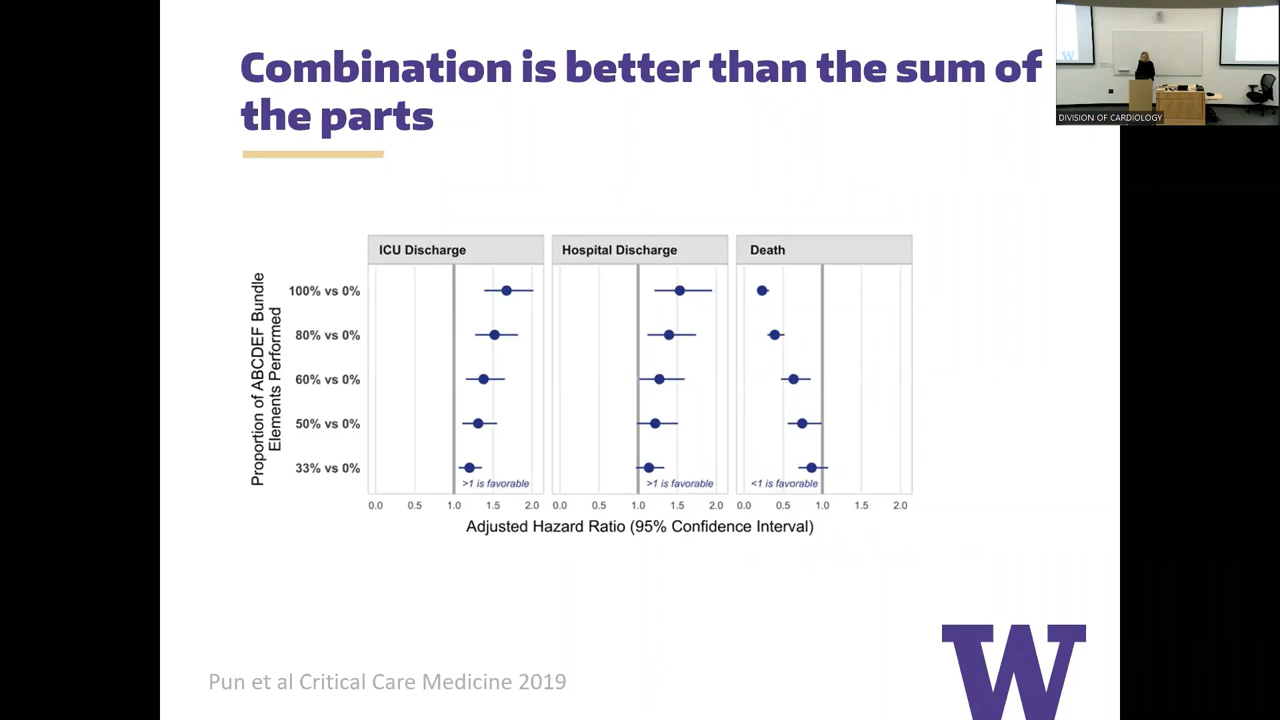 Combination is better than the sum of
the parts
DIVISION OF CARDIOLOGY
ICU Discharge
Hospital Discharge
Death
Proportion of ABCDEF Bundle
Elements Performed
100% vs 0%
80% vs 0%
60% vs 0%
50% vs 0%
33% vs 0%
>1 is favorable
>1 is favorable
<1 is favorable
0.0 0.5 1.0 1.5 2.0
0.0 0.5 1.0 1.5 2.0
0.0 0.5 1.0 1.5 2.0
Adjusted Hazard Ratio (95% Confidence Interval)
Pun et al Critical Care Medicine 2019
W